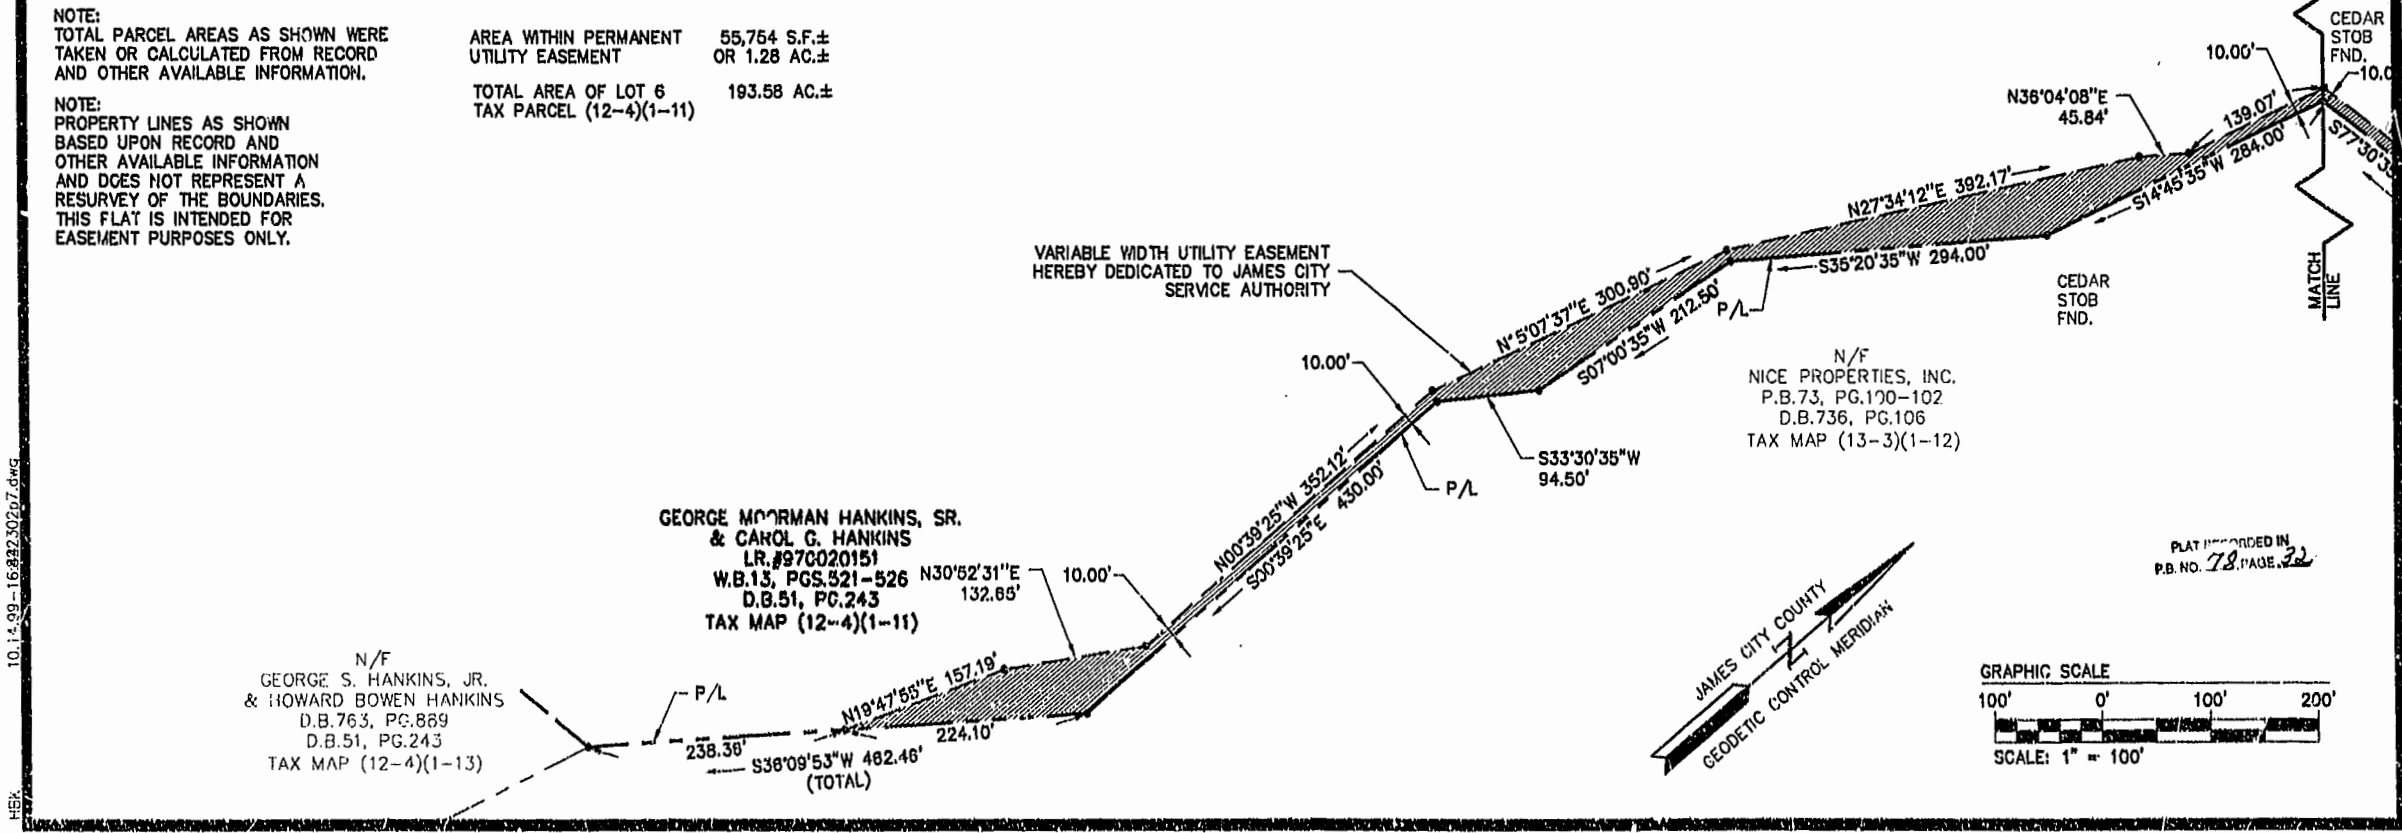 NOTE:
TOTAL PARCEL AREAS AS SHOWN WERE
TAKEN OR CALCULATED FROM RECORD
AND OTHER AVAILABLE INFORMATION.
NOTE:
PROPERTY LINES AS SHOWN
BASED UPON RECORD AND
OTHER AVAILABLE INFORMATION
AND DOES NOT REPRESENT A
RESURVEY OF THE BOUNDARIES.
THIS PLAT IS INTENDED FOR
EASEMENT PURPOSES ONLY.
AREA WITHIN PERMANENT 55,754 S.F.±
UTILITY EASEMENT OR 1.28 AC.±
TOTAL AREA OF LOT 6 193.58 AC.±
TAX PARCEL (12-4)(1-11)
CEDAR
STOB
FND.
10.00'
N36°04'08"E
45.84'
139.07'
S14°45'35"W 284.00'
N27°34'12"E 392.17'
S35°20'35"W 294.00'
MATCH
LINE
CEDAR
STOB
FND.
VARIABLE WIDTH UTILITY EASEMENT
HEREBY DEDICATED TO JAMES CITY
SERVICE AUTHORITY
300.90'
S07°00'35"W 212.50'
P/L
10.00'
N/F
NICE PROPERTIES, INC.
P.B.73, PG.100-102
D.B.736, PG.106
TAX MAP (13-3)(1-12)
S33°30'35"W
94.50'
P/L
N00°39'25"W 352.12'
S00°39'25"E 430.00'
GEORGE MOORMAN HANKINS, SR.
& CAROL G. HANKINS
LR.#970020151
W.B.13, PGS.521-526
D.B.51, PG.243
TAX MAP (12-4)(1-11)
N30°52'31"E
10.00'
N19°47'55"E 157.19'
N/F
GEORGE S. HANKINS, JR.
& HOWARD BOWEN HANKINS
D.B.763, PG.889
D.B.51, PG.243
TAX MAP (12-4)(1-13)
P/L
224.10'
S36°09'53"W 462.46'
(TOTAL)
JAMES CITY COUNTY
GEODETIC CONTROL MERIDIAN
PLAT RECORDED IN
P.B. NO. 78, PAGE 32
GRAPHIC SCALE
100' 0' 100' 200'
SCALE: 1" = 100'
HBK